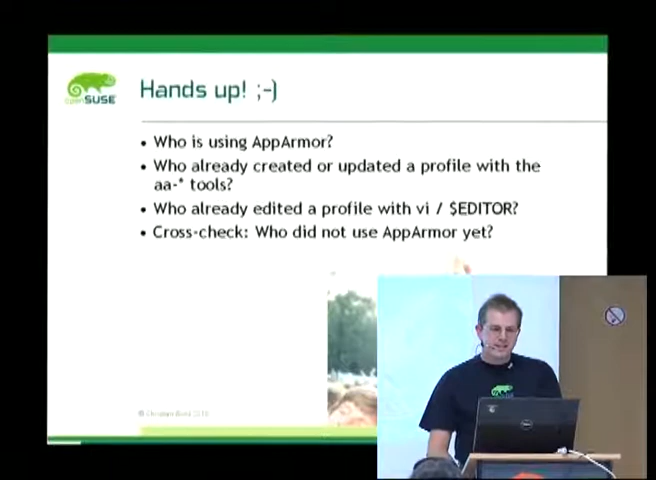 openSUSE
Hands up! ;-)
• Who is using AppArmor?
• Who already created or updated a profile with the
aa-* tools?
• Who already edited a profile with vi / $EDITOR?
• Cross-check: Who did not use AppArmor yet?